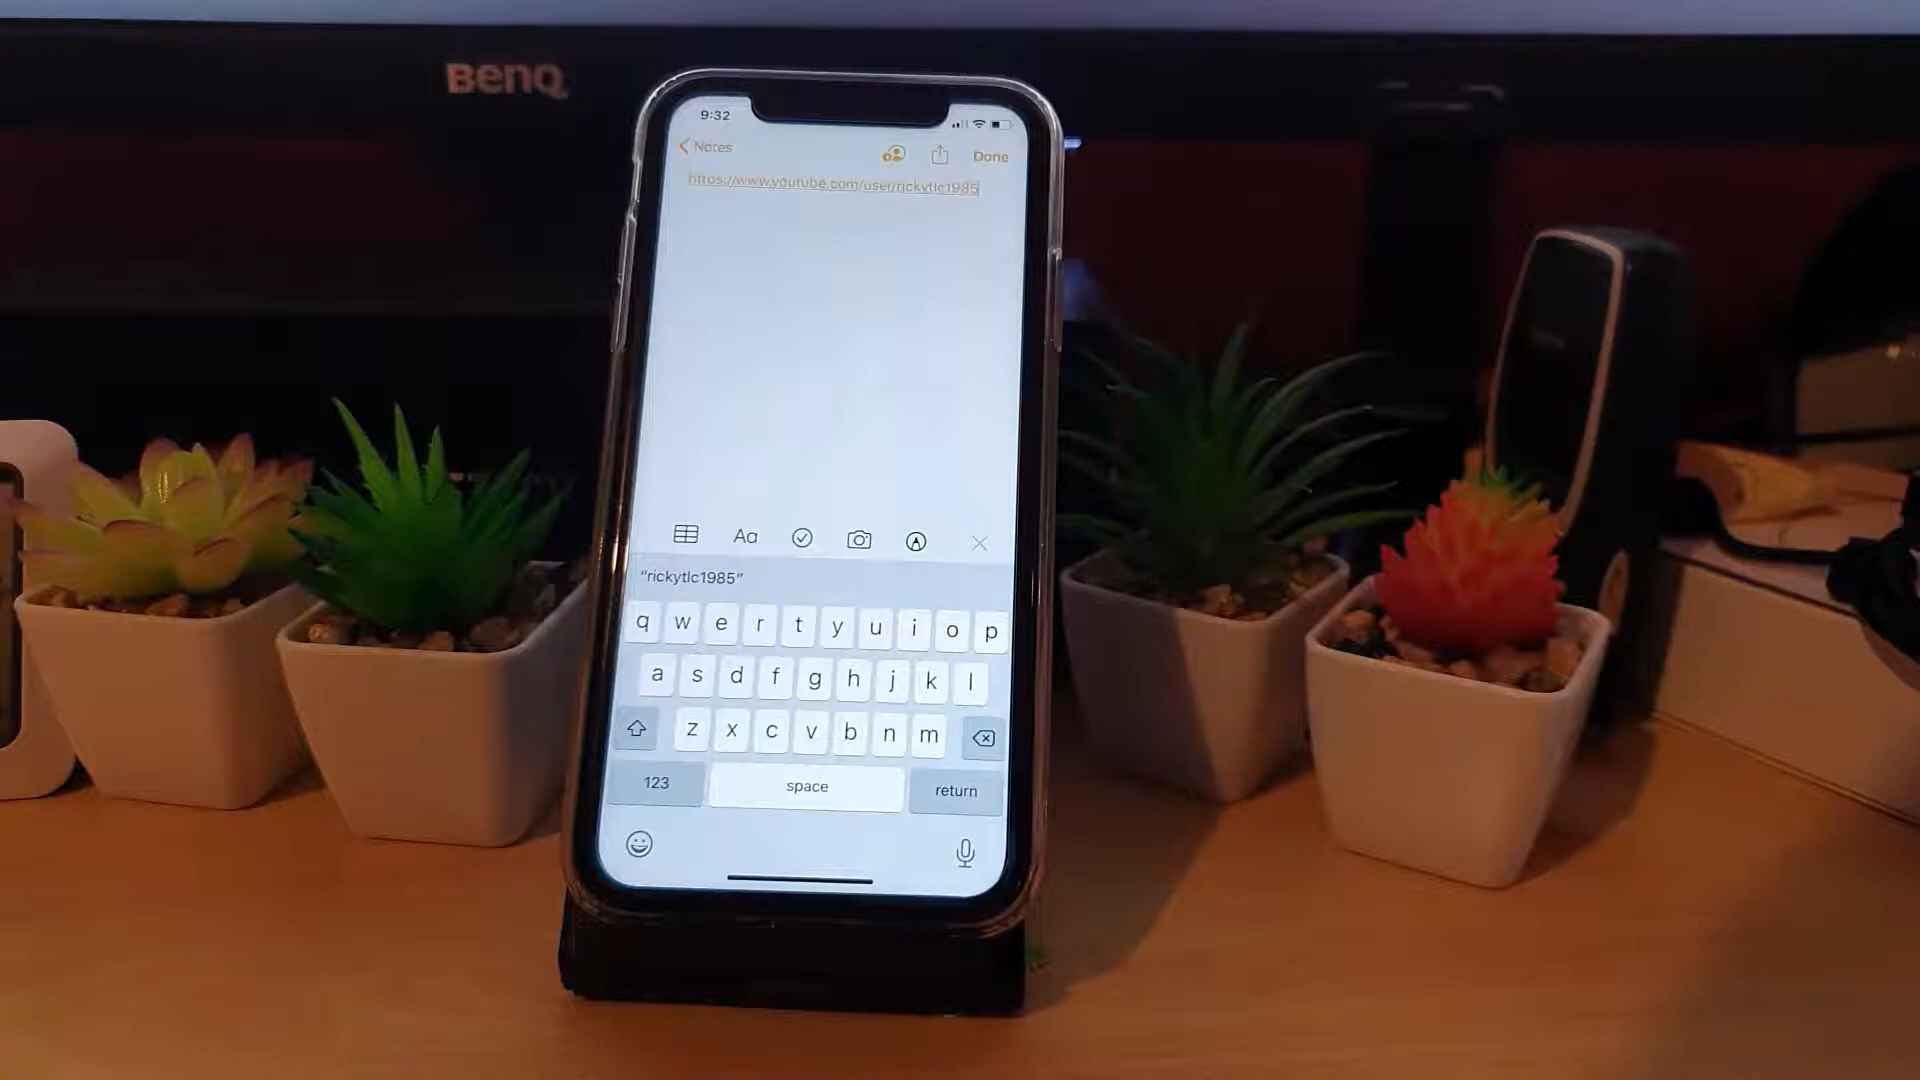 BenQ
9:32
Notes
Done
https://www.youtube.com/user/rickytlc1985
Aa
“rickytlc1985”
q w e r t y u i o p
a s d f g h j k l
z x c v b n m
123 space return